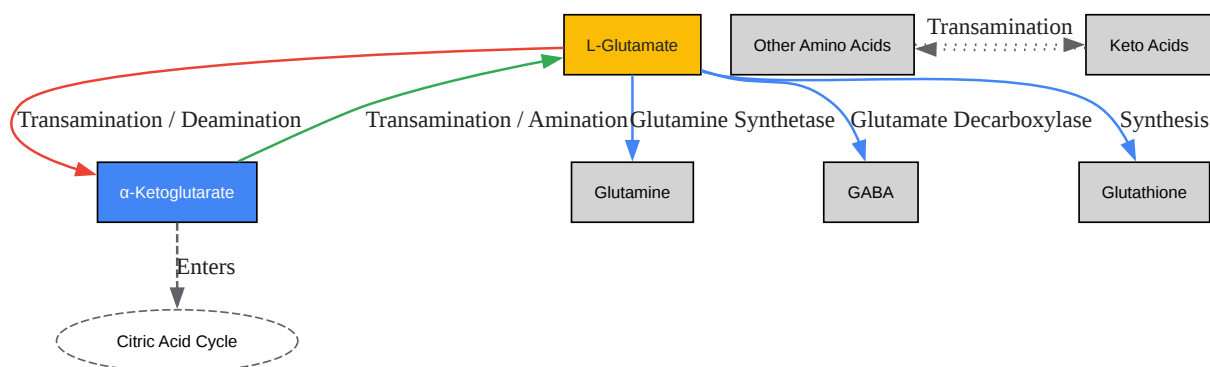 L-Glutamate
Other Amino Acids
Transamination
Keto Acids
Transamination / Deamination
Transamination / Amination
Glutamine Synthetase
Glutamate Decarboxylase
Synthesis
α-Ketoglutarate
Glutamine
GABA
Glutathione
Enters
Citric Acid Cycle